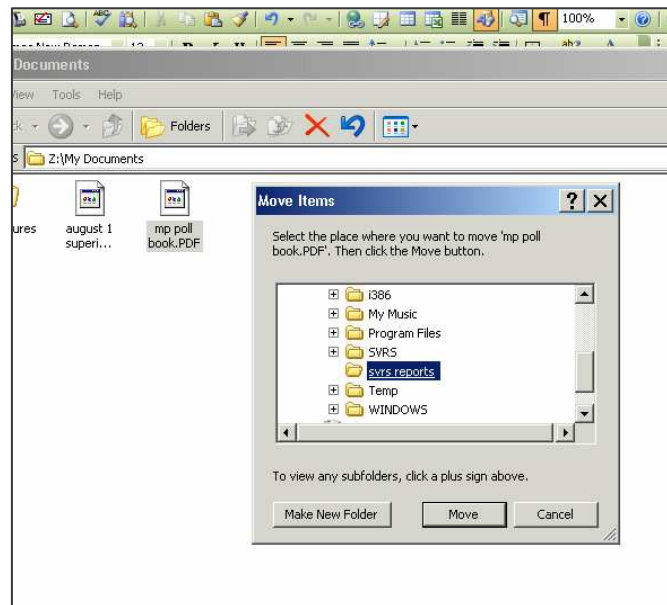 ABC
100%
12
B
Documents
View Tools Help
Folders
Z:\My Documents
august 1
superi...
mp poll
book.PDF
Move Items
Select the place where you want to move 'mp poll
book.PDF'. Then click the Move button.
i386
My Music
Program Files
SVRS
svrs reports
Temp
WINDOWS
To view any subfolders, click a plus sign above.
Make New Folder Move Cancel